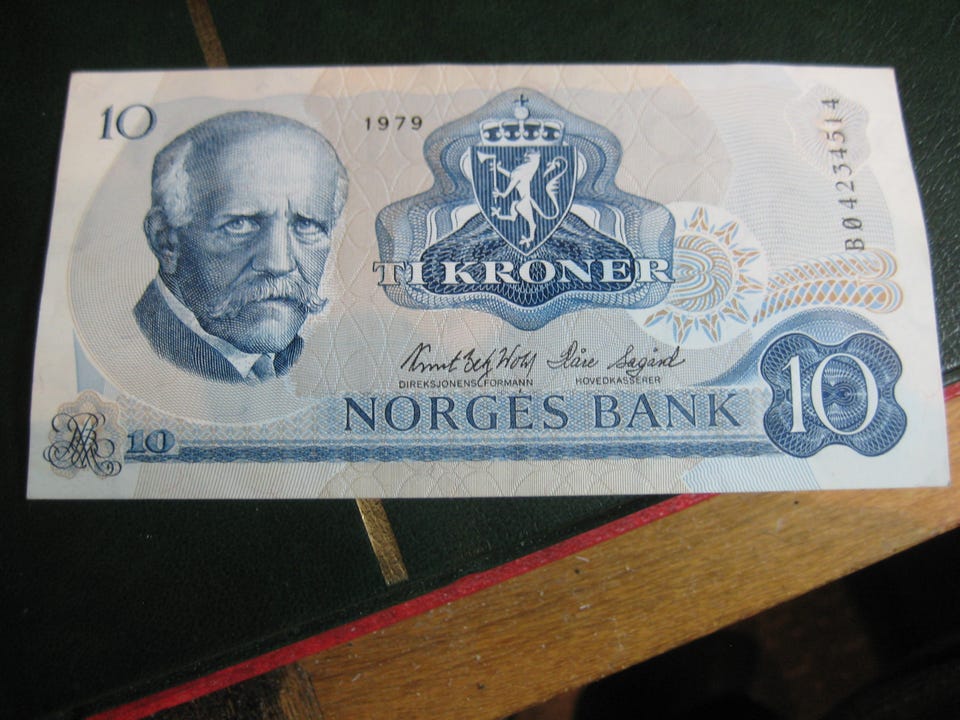 10
1979
BØ4234514
TI KRONER
Knut Getz Wold Kåre Sagård
DIREKSJONENS FORMANN HOVEDKASSERER
NORGES BANK
10
10